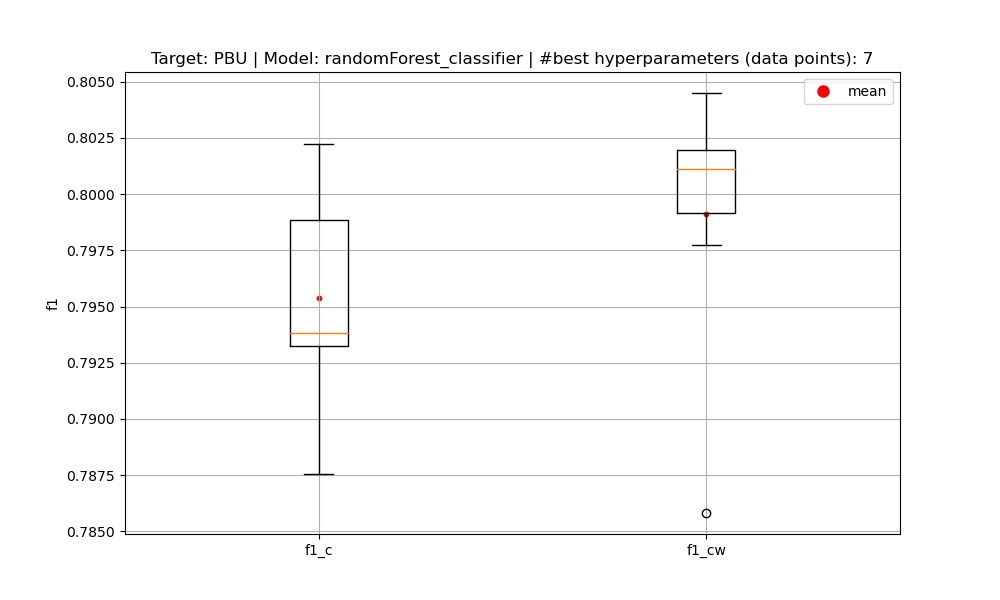 Target: PBU | Model: randomForest_classifier | #best hyperparameters (data points): 7
mean
0.8050
0.8025
0.8000
0.7975
0.7950
0.7925
0.7900
0.7875
0.7850
f1
f1_c
f1_cw